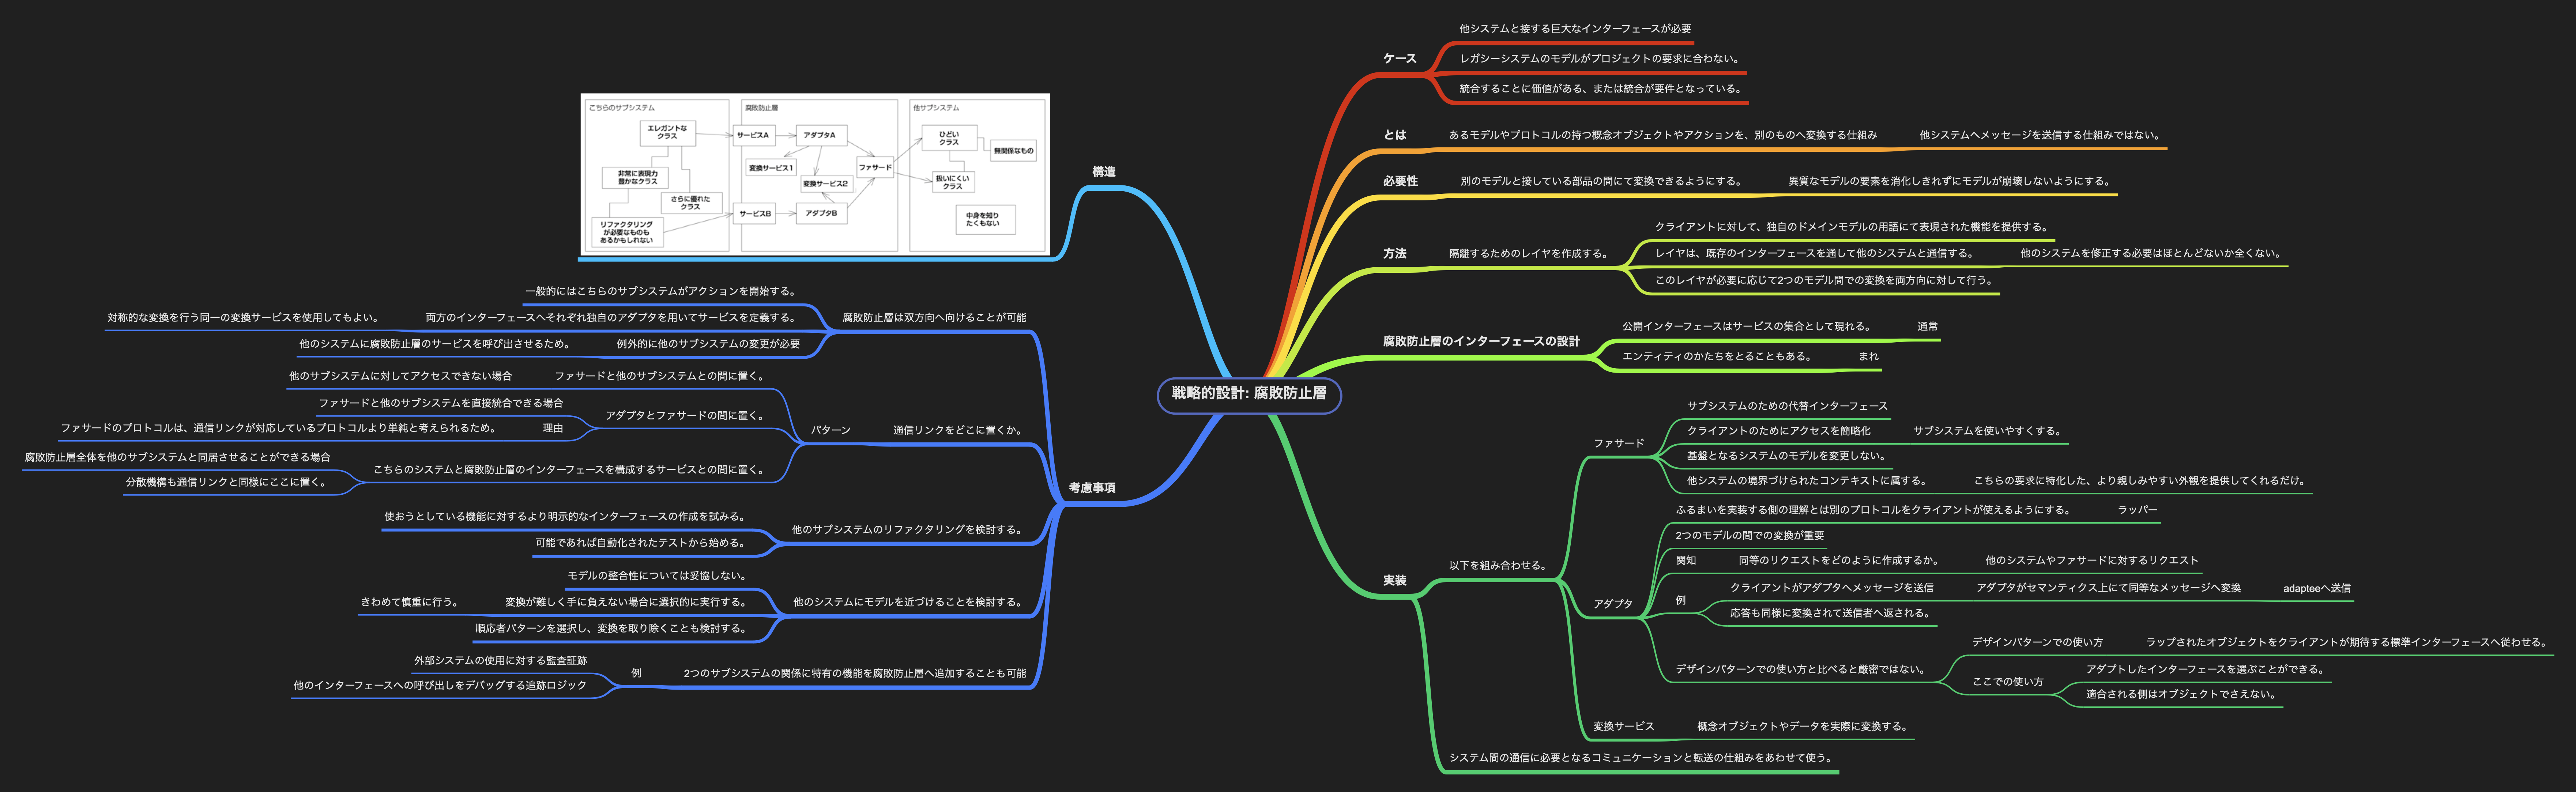 戦略的設計: 腐敗防止層
ケース
他システムと接する巨大なインターフェースが必要
レガシーシステムのモデルがプロジェクトの要求に合わない。
統合することに価値がある、または統合が要件となっている。
とは
あるモデルやプロトコルの持つ概念オブジェクトやアクションを、別のものへ変換する仕組み
他システムへメッセージを送信する仕組みではない。
必要性
別のモデルと接している部品の間にて変換できるようにする。
異質なモデルの要素を消化しきれずにモデルが崩壊しないようにする。
方法
隔離するためのレイヤを作成する。
クライアントに対して、独自のドメインモデルの用語にて表現された機能を提供する。
レイヤは、既存のインターフェースを通して他のシステムと通信する。
他のシステムを修正する必要はほとんどないか全くない。
このレイヤが必要に応じて2つのモデル間での変換を両方向に対して行う。
腐敗防止層のインターフェースの設計
公開インターフェースはサービスの集合として現れる。
通常
エンティティのかたちをとることもある。
まれ
実装
以下を組み合わせる。
ファサード
サブシステムのための代替インターフェース
クライアントのためにアクセスを簡略化
サブシステムを使いやすくする。
基盤となるシステムのモデルを変更しない。
他システムの境界づけられたコンテキストに属する。
こちらの要求に特化した、より親しみやすい外観を提供してくれるだけ。
アダプタ
ふるまいを実装する側の理解とは別のプロトコルをクライアントが使えるようにする。
ラッパー
2つのモデルの間での変換が重要
関知
同等のリクエストをどのように作成するか。
他のシステムやファサードに対するリクエスト
例
クライアントがアダプタへメッセージを送信
アダプタがセマンティクス上にて同等なメッセージへ変換
adapteeへ送信
応答も同様に変換されて送信者へ返される。
デザインパターンでの使い方と比べると厳密ではない。
デザインパターンでの使い方
ラップされたオブジェクトをクライアントが期待する標準インターフェースへ従わせる。
ここでの使い方
アダプトしたインターフェースを選ぶことができる。
適合される側はオブジェクトでさえない。
変換サービス
概念オブジェクトやデータを実際に変換する。
システム間の通信に必要となるコミュニケーションと転送の仕組みをあわせて使う。
構造
こちらのサブシステム
エレガントな
クラス
非常に表現力
豊かなクラス
さらに優れた
クラス
リファクタリング
が必要なものも
あるかもしれない
腐敗防止層
サービスA
アダプタA
変換サービス1
変換サービス2
ファサード
サービスB
アダプタB
他サブシステム
ひどい
クラス
無関係なもの
扱いにくい
クラス
中身を知り
たくもない
考慮事項
腐敗防止層は双方向へ向けることが可能
一般的にはこちらのサブシステムがアクションを開始する。
両方のインターフェースへそれぞれ独自のアダプタを用いてサービスを定義する。
対称的な変換を行う同一の変換サービスを使用してもよい。
例外的に他のサブシステムの変更が必要
他のシステムに腐敗防止層のサービスを呼び出させるため。
通信リンクをどこに置くか。
パターン
ファサードと他のサブシステムとの間に置く。
他のサブシステムに対してアクセスできない場合
アダプタとファサードの間に置く。
ファサードと他のサブシステムを直接統合できる場合
理由
ファサードのプロトコルは、通信リンクが対応しているプロトコルより単純と考えられるため。
こちらのシステムと腐敗防止層のインターフェースを構成するサービスとの間に置く。
腐敗防止層全体を他のサブシステムと同居させることができる場合
分散機構も通信リンクと同様にここに置く。
他のサブシステムのリファクタリングを検討する。
使おうとしている機能に対するより明示的なインターフェースの作成を試みる。
可能であれば自動化されたテストから始める。
他のシステムにモデルを近づけることを検討する。
モデルの整合性については妥協しない。
変換が難しく手に負えない場合に選択的に実行する。
きわめて慎重に行う。
順応者パターンを選択し、変換を取り除くことも検討する。
2つのサブシステムの関係に特有の機能を腐敗防止層へ追加することも可能
例
外部システムの使用に対する監査証跡
他のインターフェースへの呼び出しをデバッグする追跡ロジック